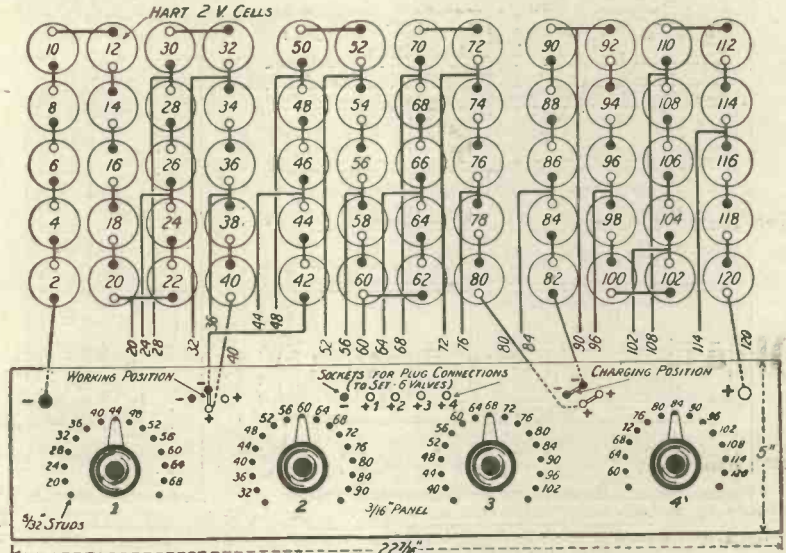 HART 2 V. CELLS
10 12 30 32 50 52 70 72 90 92 110 112
8 14 28 34 48 54 68 74 88 94 108 114
6 16 26 36 46 56 66 76 86 96 106 116
4 18 24 38 44 58 64 78 84 98 104 118
2 20 22 40 42 60 62 80 82 100 102 120
20 24 28 32 36 40 44 48 52 56 60 64 68 72 76 80 84 90 96 102 108 114 120
WORKING POSITION
SOCKETS FOR PLUG CONNECTIONS
(TO SET - 6 VALVES)
CHARGING POSITION
- - - + + - +1 +2 +3 +4 - - + + +
20 24 28 32 36 40 44 48 52 56 60 64 68
32 36 40 44 48 52 56 60 64 68 72 76 80 84 90
40 44 48 52 56 60 64 68 72 76 80 84 90 96 102
60 64 68 72 76 80 84 90 96 102 108 114 120
1 2 3 4
5"
5/32" STUDS
3/16" PANEL
22 7/16"